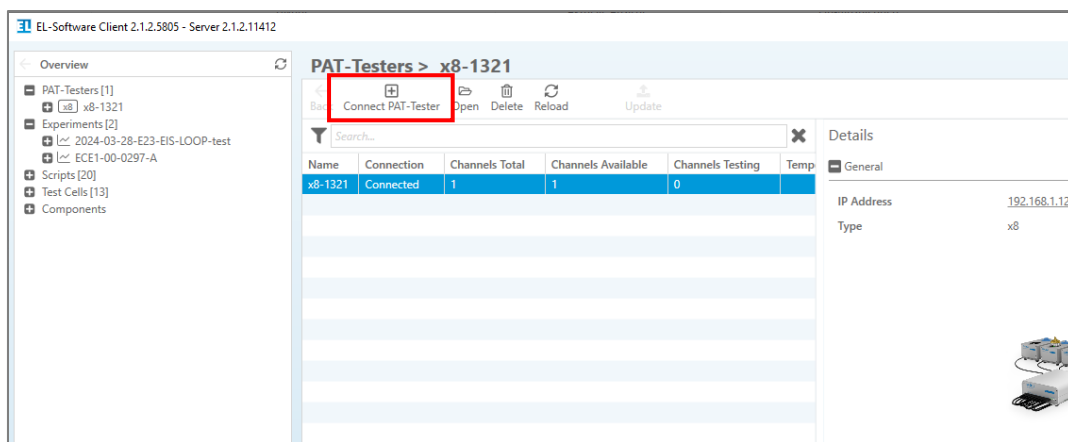 EL-Software Client 2.1.2.5805 - Server 2.1.2.11412
Overview
PAT-Testers [1]
x8 x8-1321
Experiments [2]
2024-03-28-E23-EIS-LOOP-test
ECE1-00-0297-A
Scripts [20]
Test Cells [13]
Components
PAT-Testers > x8-1321
Back Connect PAT-Tester Open Delete Reload Update
Search...
Name Connection Channels Total Channels Available Channels Testing Temp
x8-1321 Connected 1 1 0
Details
General
IP Address 192.168.1.12
Type x8